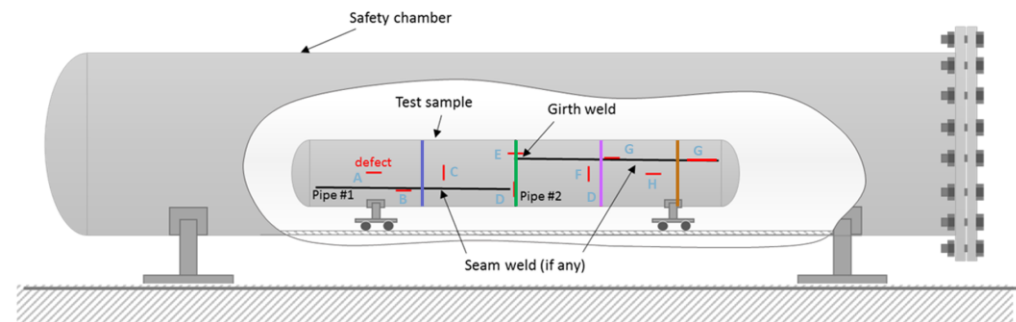 Safety chamber
Test sample
Girth weld
defect
A
B
C
E
D
F
D
G
G
H
Pipe #1
Pipe #2
Seam weld (if any)